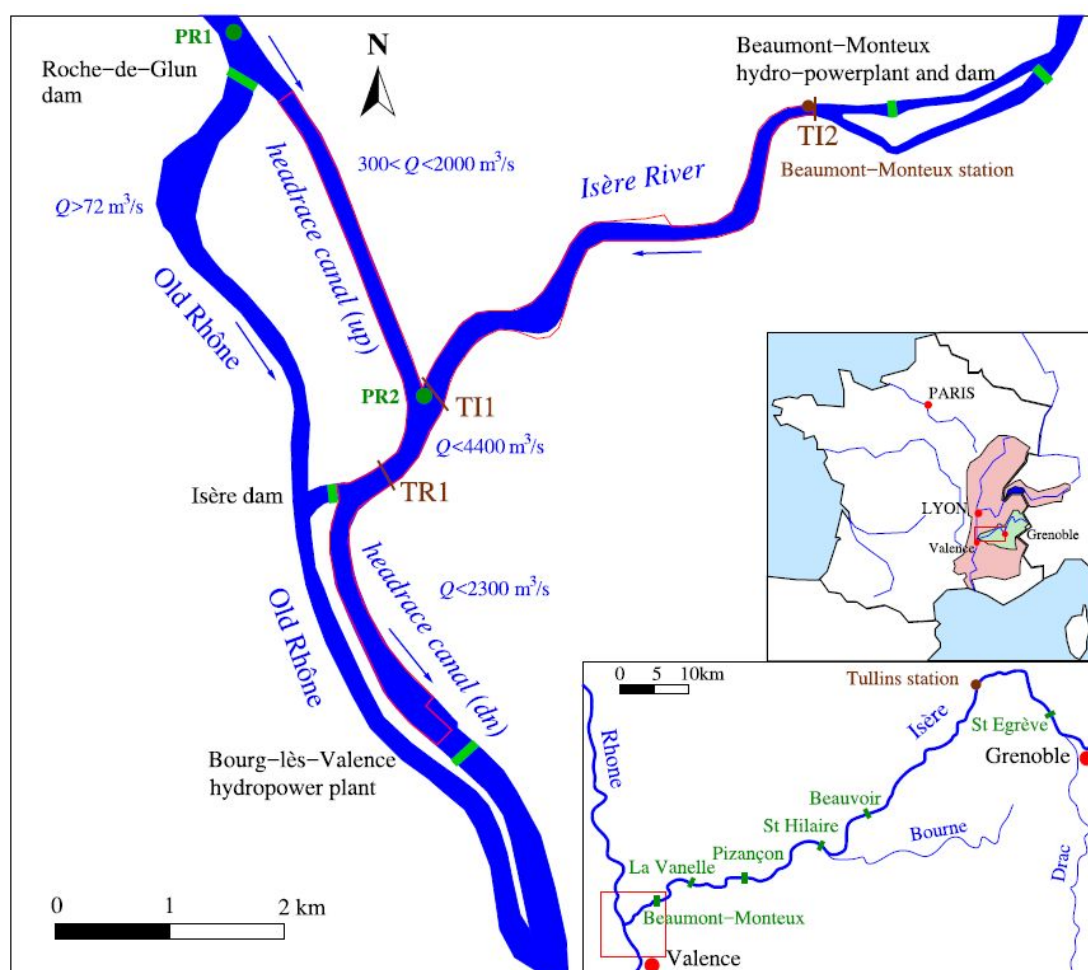 PR1
Roche−de−Glun
dam
N
Beaumont−Monteux
hydro−powerplant and dam
TI2
Beaumont−Monteux station
300< Q <2000 m³/s
headrace canal (up)
Isère River
Q>72 m³/s
Old Rhône
PR2
TI1
Q<4400 m³/s
Isère dam
TR1
headrace canal (dn)
Q<2300 m³/s
Old Rhône
Bourg−lès−Valence
hydropower plant
0 1 2 km
PARIS
LYON
Valence
Grenoble
0 5 10km
Tullins station
Isère
St Egrève
Grenoble
Rhone
Beauvoir
St Hilaire
Bourne
Pizançon
La Vanelle
Drac
Beaumont−Monteux
Valence